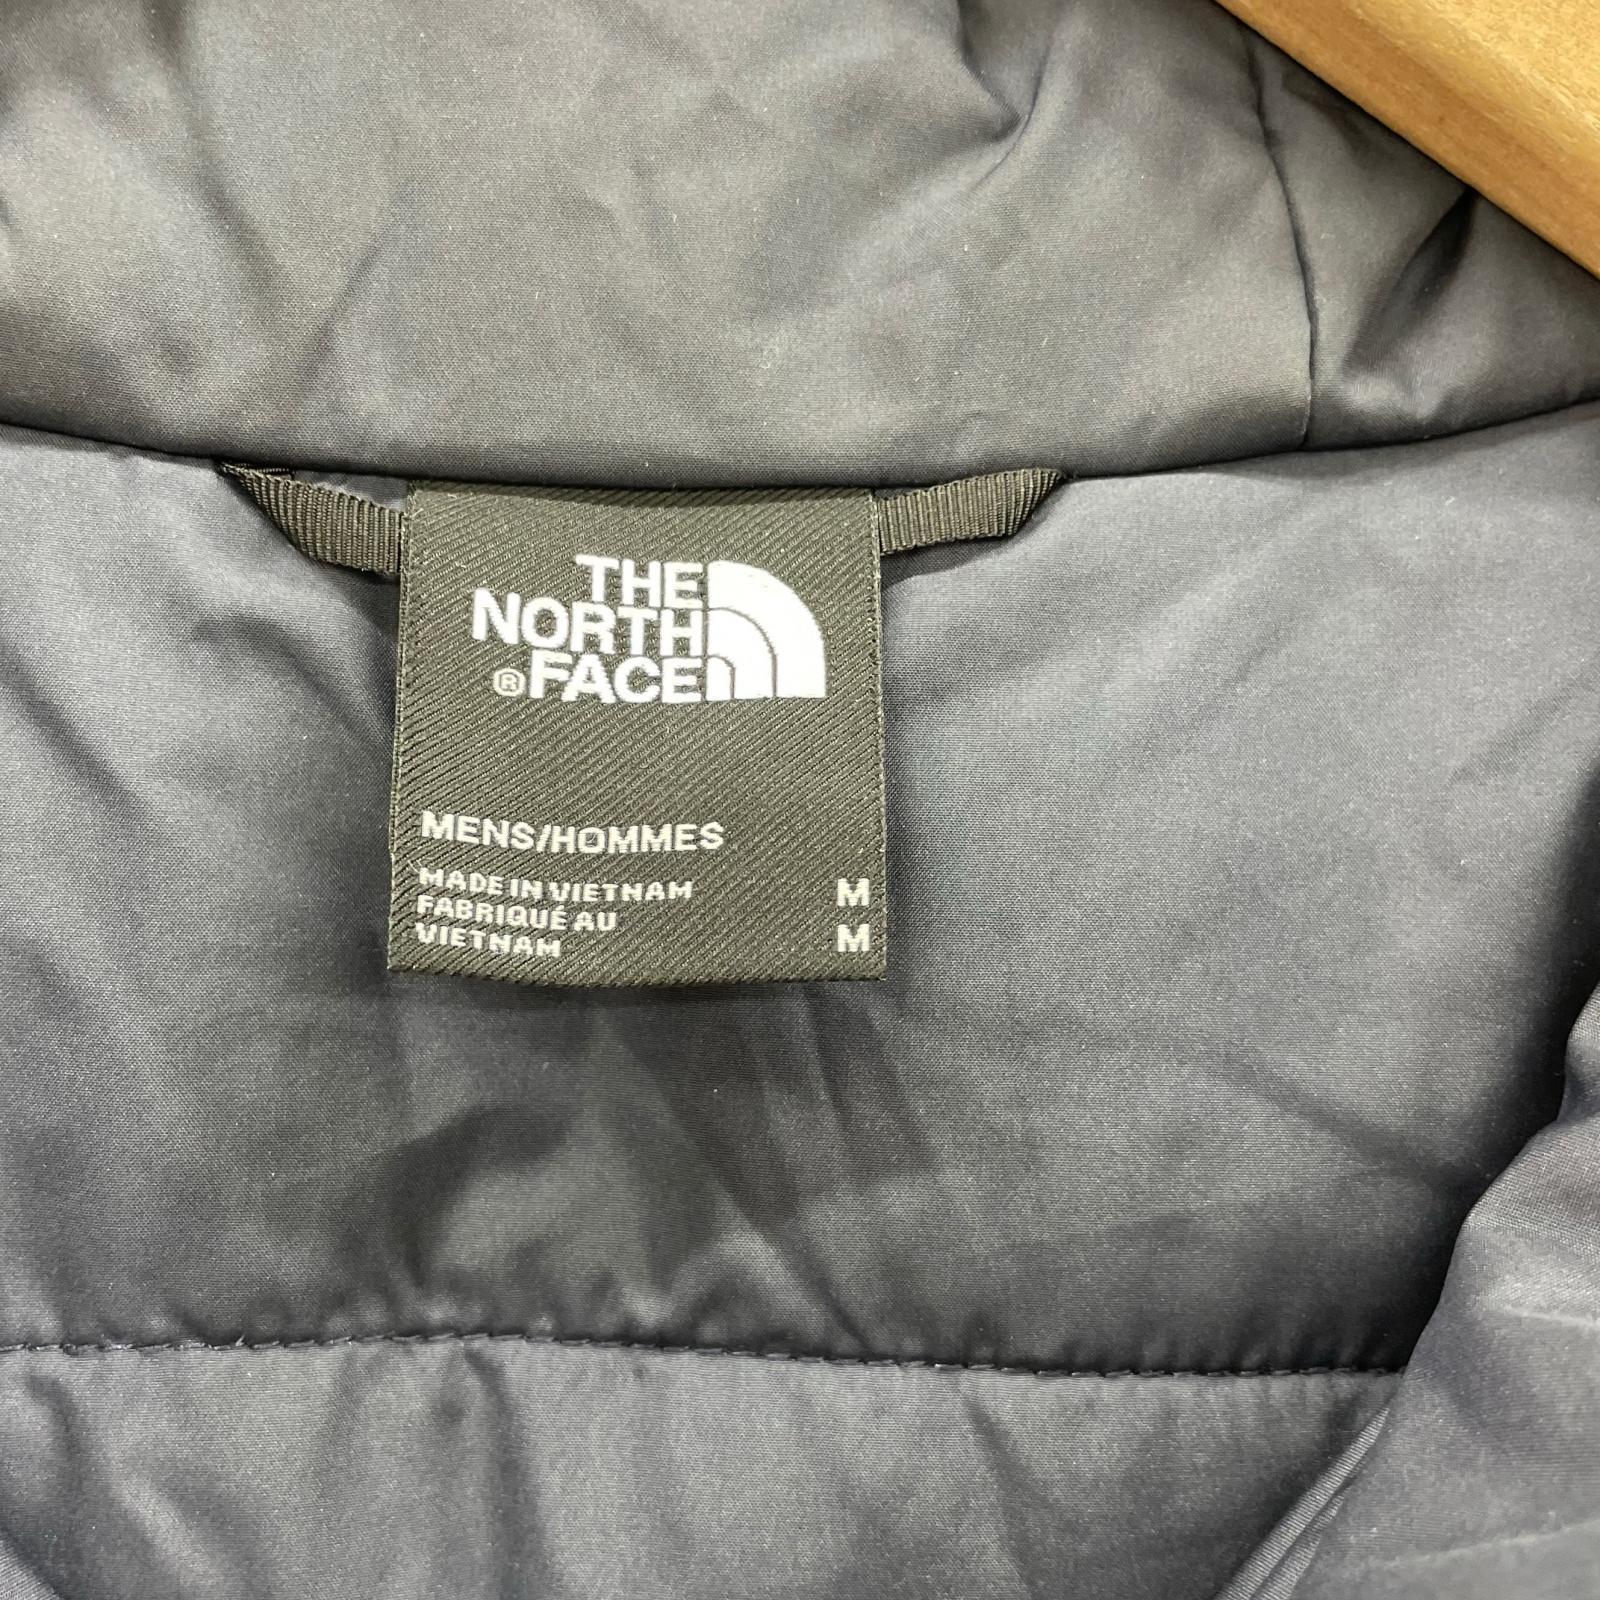 THE
NORTH
®FACE
MENS/HOMMES
MADE IN VIETNAM M
FABRIQUÉ AU
VIETNAM M